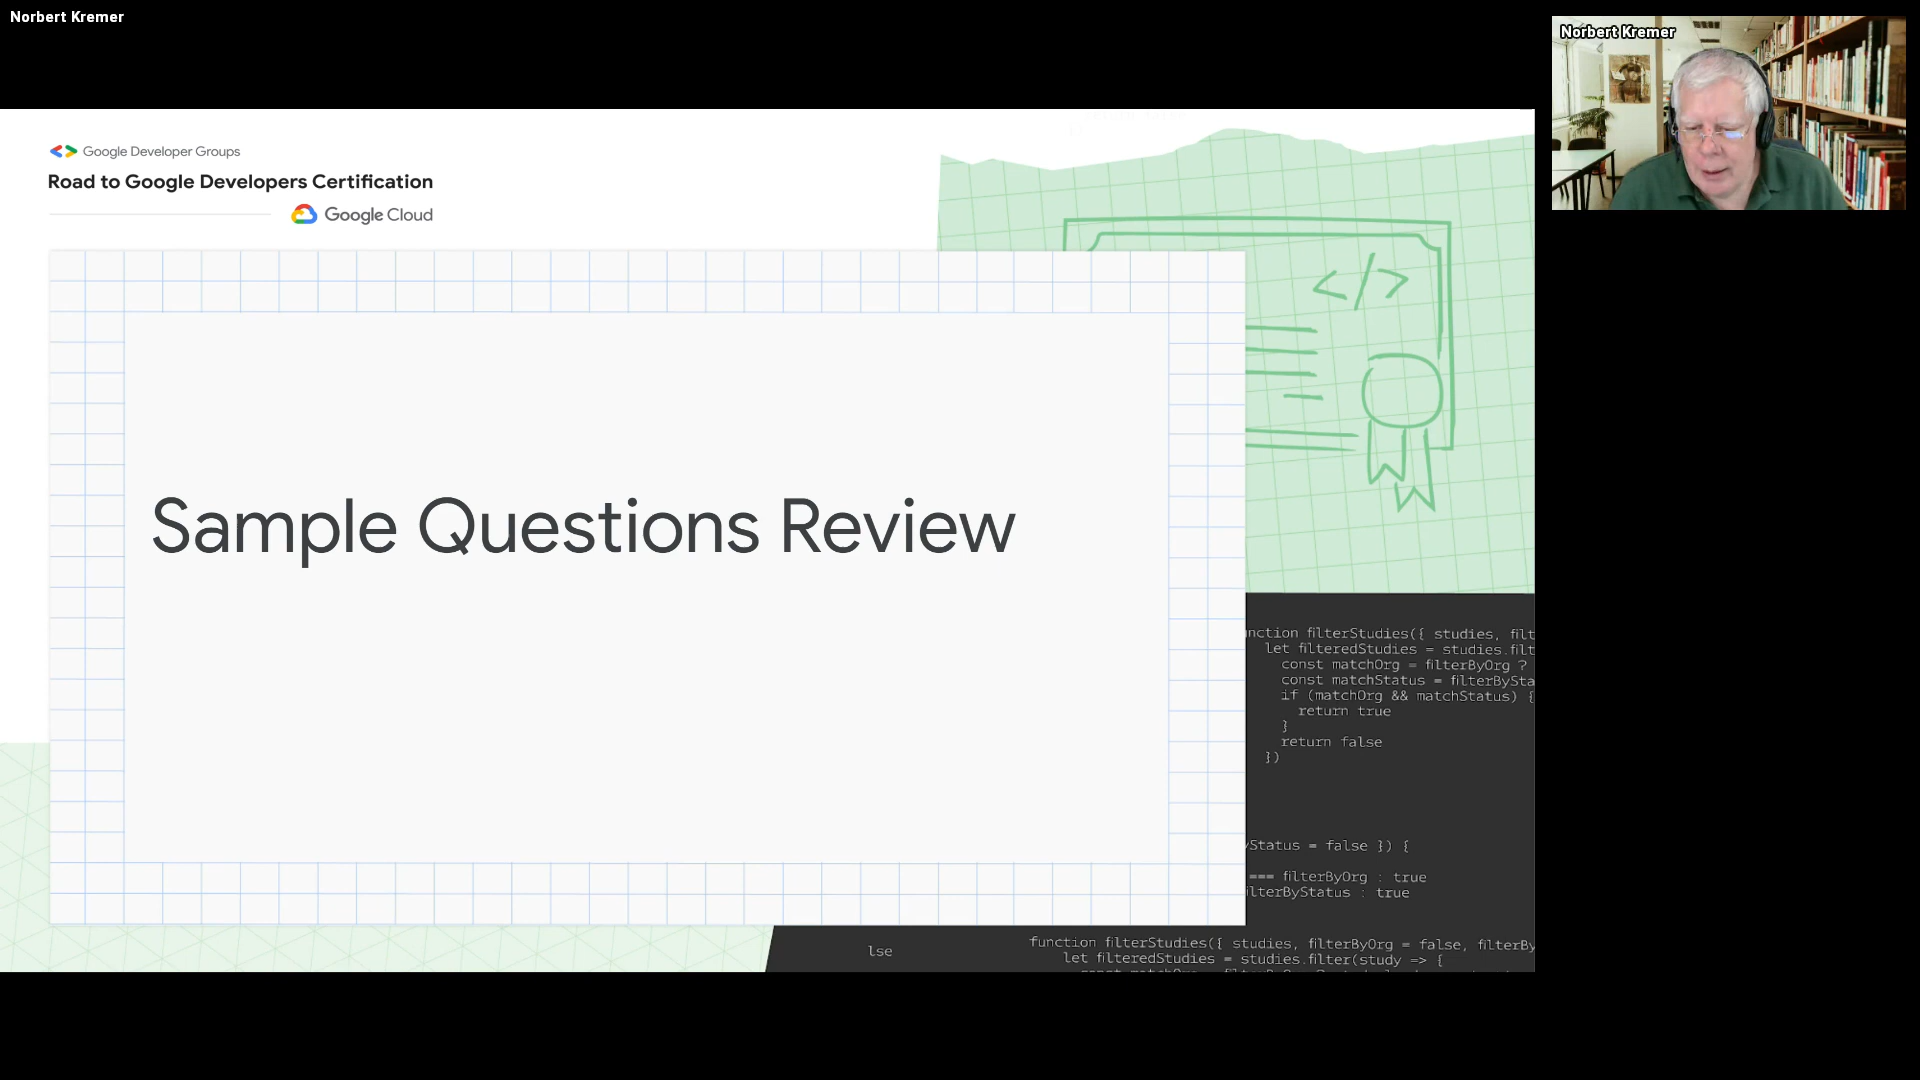 Norbert Kremer
Norbert Kremer
Google Developer Groups
Road to Google Developers Certification
Google Cloud
</>
Sample Questions Review
nction filterStudies({ studies, filt
let filteredStudies = studies.filt
const matchOrg = filterByOrg ?
const matchStatus = filterBySta
if (matchOrg && matchStatus) {
return true
}
return false
})
yStatus = false }) {
=== filterByOrg : true
ilterByStatus : true
lse
function filterStudies({ studies, filterByOrg = false, filterBy
let filteredStudies = studies.filter(study => {